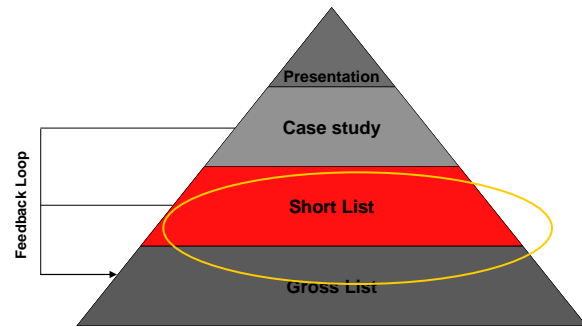 Presentation
Case study
Feedback Loop
Short List
Gross List